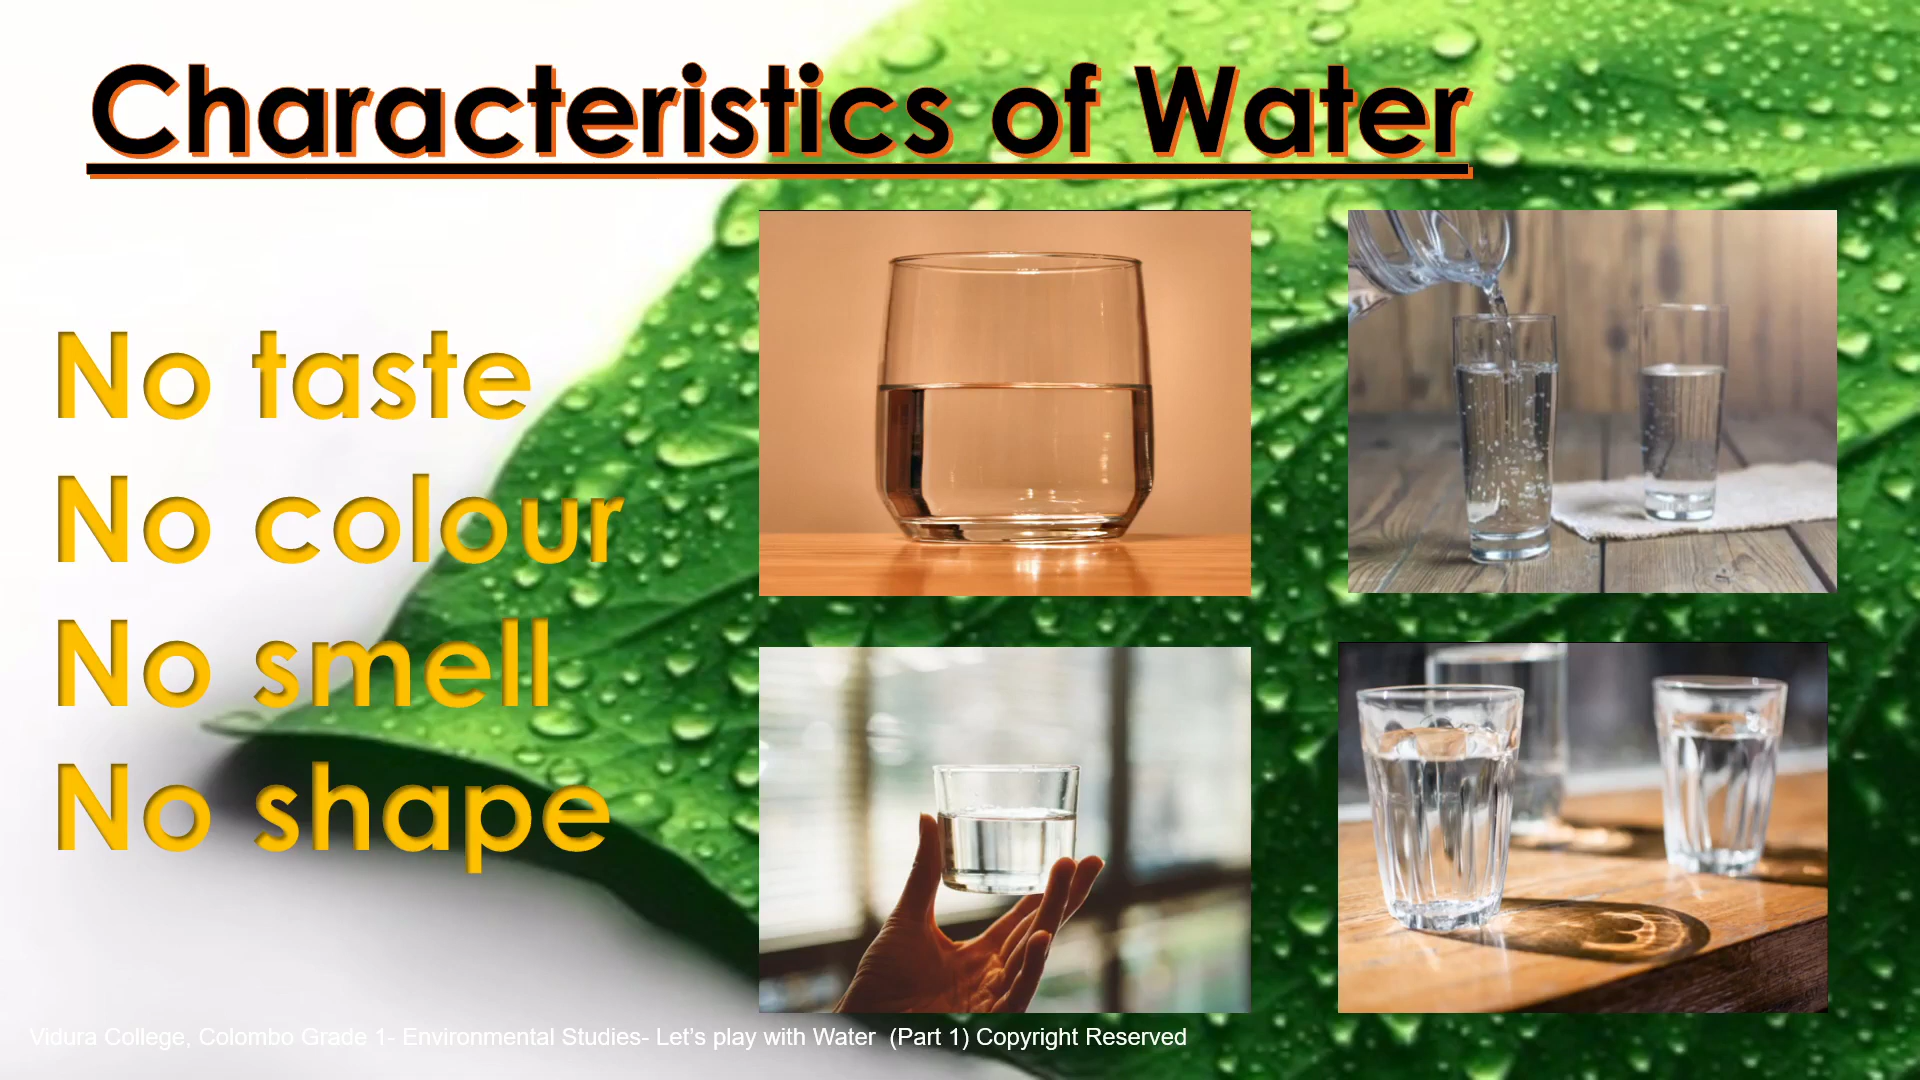 Characteristics of Water
No taste
No colour
No smell
No shape
Vidura College, Colombo Grade 1- Environmental Studies- Let’s play with Water (Part 1) Copyright Reserved